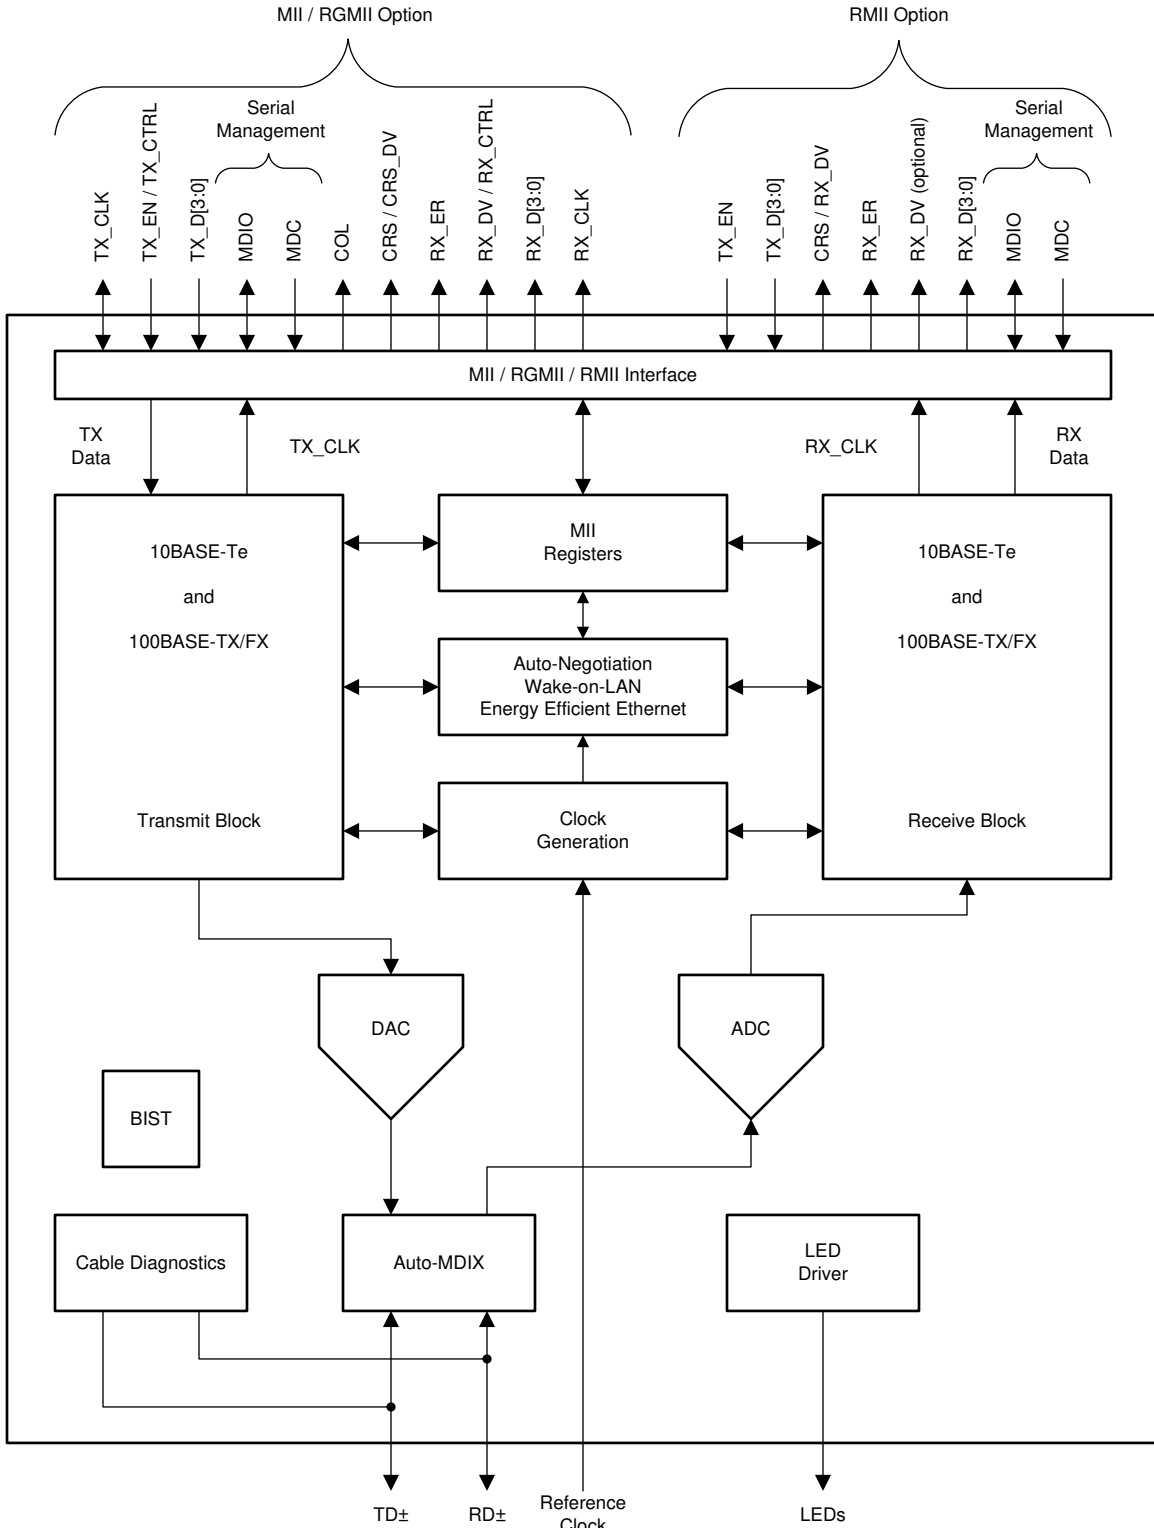 MII / RGMII Option
RMII Option
Serial
Management
Serial
Management
TX_CLK
TX_EN / TX_CTRL
TX_D[3:0]
MDIO
MDC
COL
CRS / CRS_DV
RX_ER
RX_DV / RX_CTRL
RX_D[3:0]
RX_CLK
TX_EN
TX_D[3:0]
CRS / RX_DV
RX_ER
RX_DV (optional)
RX_D[3:0]
MDIO
MDC
MII / RGMII / RMII Interface
TX
Data
TX_CLK
RX_CLK
RX
Data
10BASE-Te
and
100BASE-TX/FX
Transmit Block
MII
Registers
Auto-Negotiation
Wake-on-LAN
Energy Efficient Ethernet
Clock
Generation
10BASE-Te
and
100BASE-TX/FX
Receive Block
DAC
ADC
BIST
Cable Diagnostics
Auto-MDIX
LED
Driver
TD±
RD±
Reference
Clock
LEDs